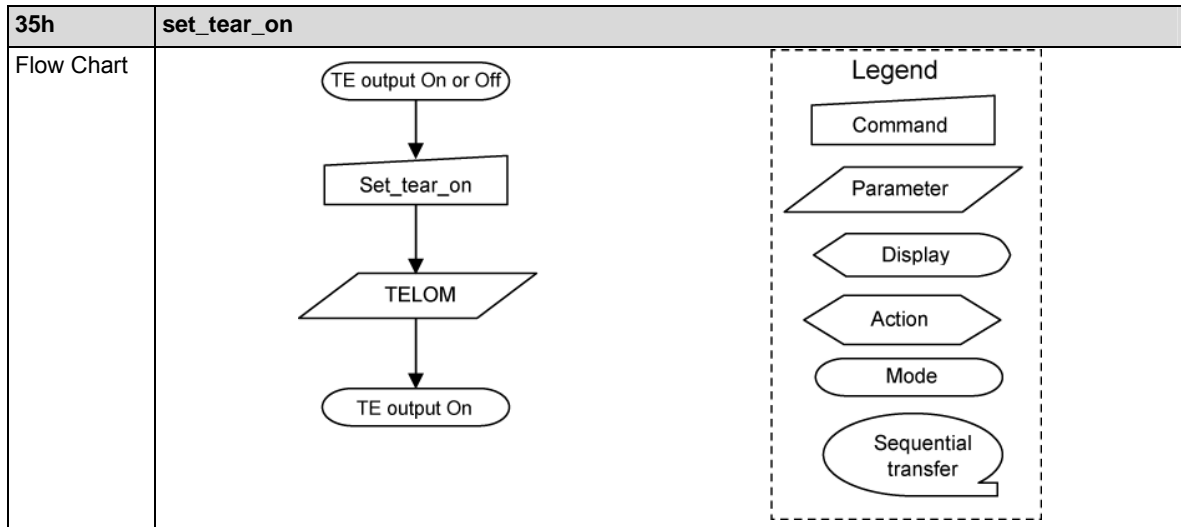 35h set_tear_on
Flow Chart
TE output On or Off
Set_tear_on
TELOM
TE output On
Legend
Command
Parameter
Display
Action
Mode
Sequential
transfer